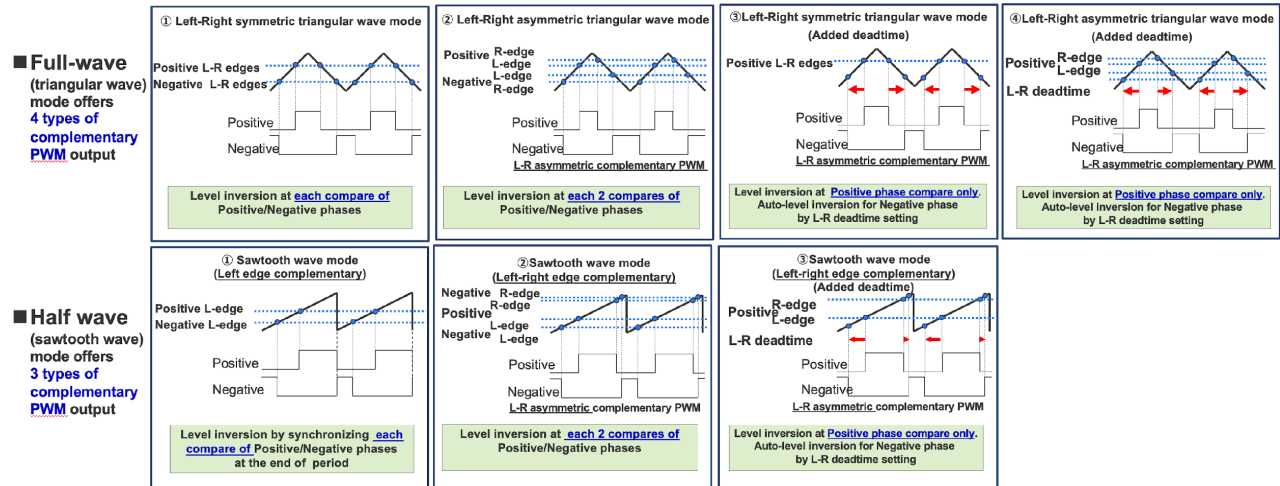 ■Full-wave
(triangular wave)
mode offers
4 types of
complementary
PWM output
① Left-Right symmetric triangular wave mode
Positive L-R edges
Negative L-R edges
Positive
Negative
Level inversion at each compare of
Positive/Negative phases
② Left-Right asymmetric triangular wave mode
Positive R-edge
L-edge
Negative L-edge
R-edge
Positive
Negative
L-R asymmetric complementary PWM
Level inversion at each 2 compares of
Positive/Negative phases
③Left-Right symmetric triangular wave mode
(Added deadtime)
Positive L-R edges
Positive
Negative
L-R asymmetric complementary PWM
Level inversion at Positive phase compare only.
Auto-level inversion for Negative phase
by L-R deadtime setting
④ Left-Right asymmetric triangular wave mode
(Added deadtime)
Positive R-edge
L-edge
L-R deadtime
Positive
Negative
L-R asymmetric complementary PWM
Level inversion at Positive phase compare only.
Auto-level inversion for Negative phase
by L-R deadtime setting
■Half wave
(sawtooth wave)
mode offers
3 types of
complementary
PWM output
① Sawtooth wave mode
(Left edge complementary)
Positive L-edge
Negative L-edge
Positive
Negative
Level inversion by synchronizing each
compare of Positive/Negative phases
at the end of period
②Sawtooth wave mode
(Left-right edge complementary)
Negative R-edge
R-edge
Positive
L-edge
Negative
L-edge
Positive
Negative
L-R asymmetric complementary PWM
Level inversion at each 2 compares of
Positive/Negative phases
③Sawtooth wave mode
(Left-right edge complementary)
(Added deadtime)
R-edge
Positive
L-edge
L-R deadtime
Positive
Negative
L-R asymmetric complementary PWM
Level inversion at Positive phase compare only.
Auto-level inversion for Negative phase
by L-R deadtime setting